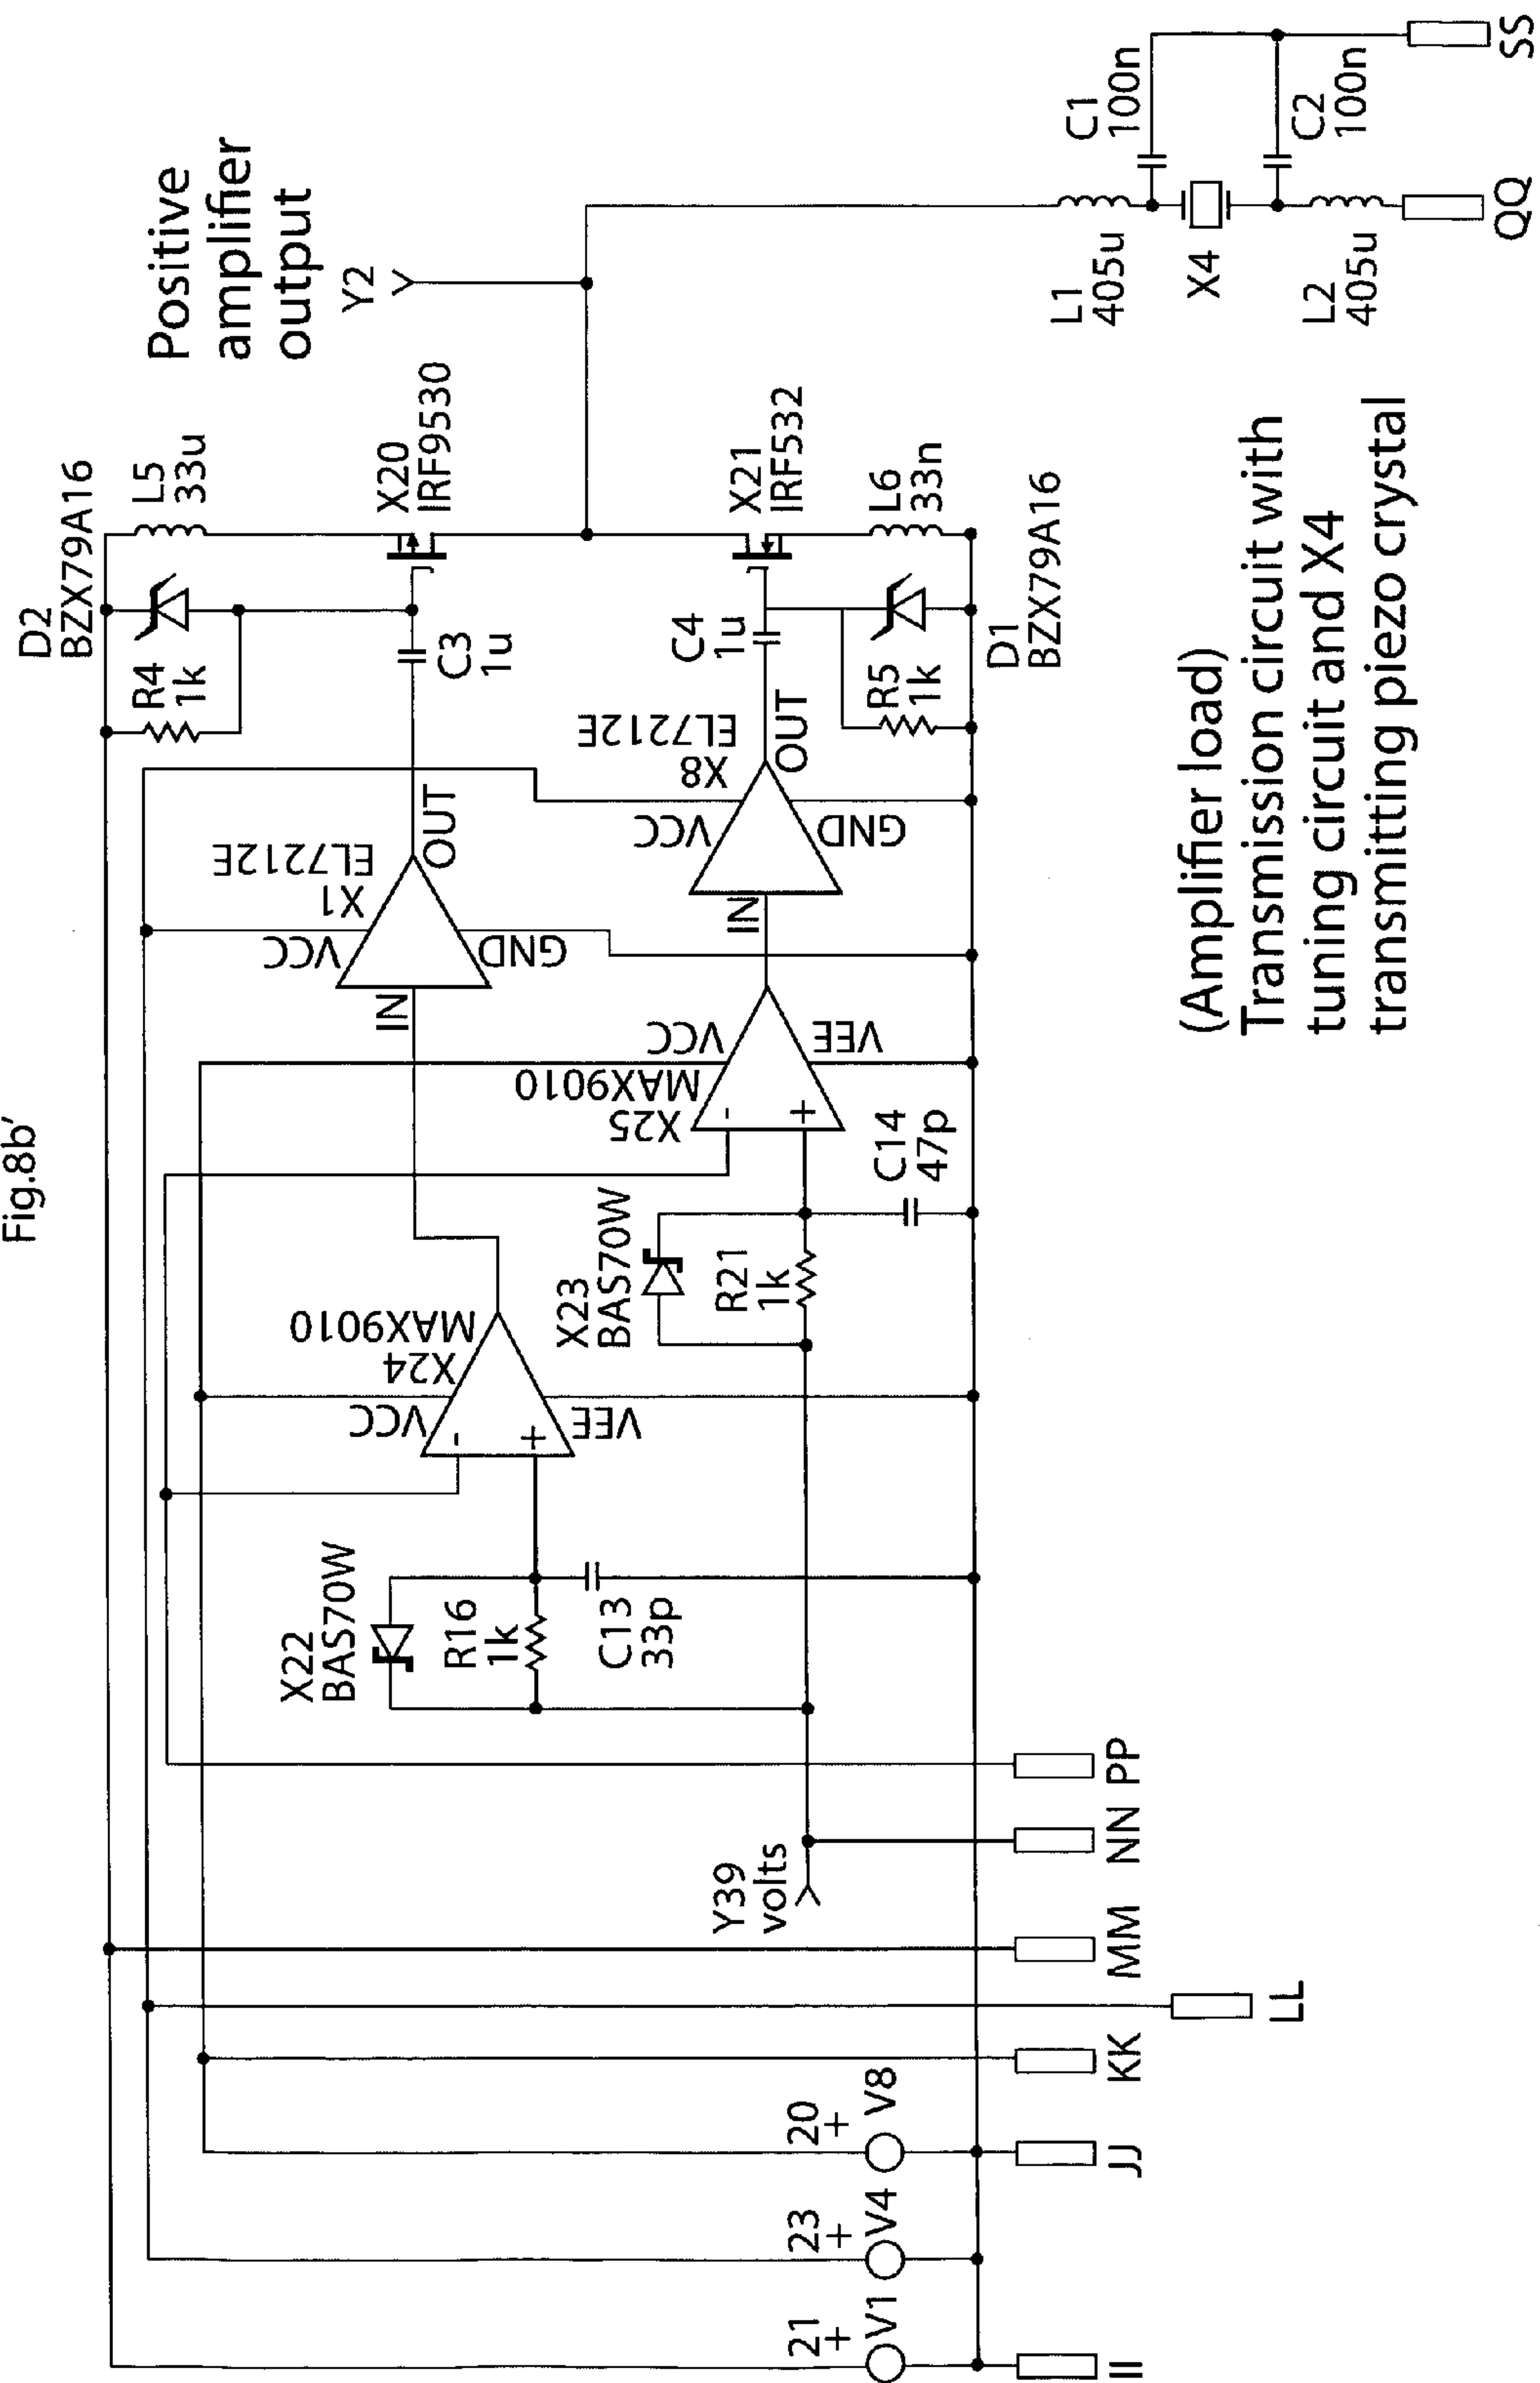 Fig.8b'
D2
BZX79A16
R4
1k
L5
33u
C3
1u
X20
IRF9530
Positive
amplifier
output
Y2
X1
EL7212E
VCC
GND
IN
OUT
X8
EL7212E
VCC
GND
IN
OUT
C4
1u
R5
1k
X21
IRF532
L6
33n
D1
BZX79A16
X22
BAS70W
R16
1k
C13
33p
X24
MAX9010
VCC
VEE
-
+
X23
BAS70W
R21
1k
C14
47p
X25
MAX9010
VCC
VEE
-
+
Y39
volts
21
+
V1
23
+
V4
20
+
V8
II
JJ
KK
LL
MM
NN
PP
L1
405u
X4
L2
405u
C1
100n
C2
100n
QQ
SS
(Amplifier load)
Transmission circuit with
tuning circuit and X4
transmitting piezo crystal